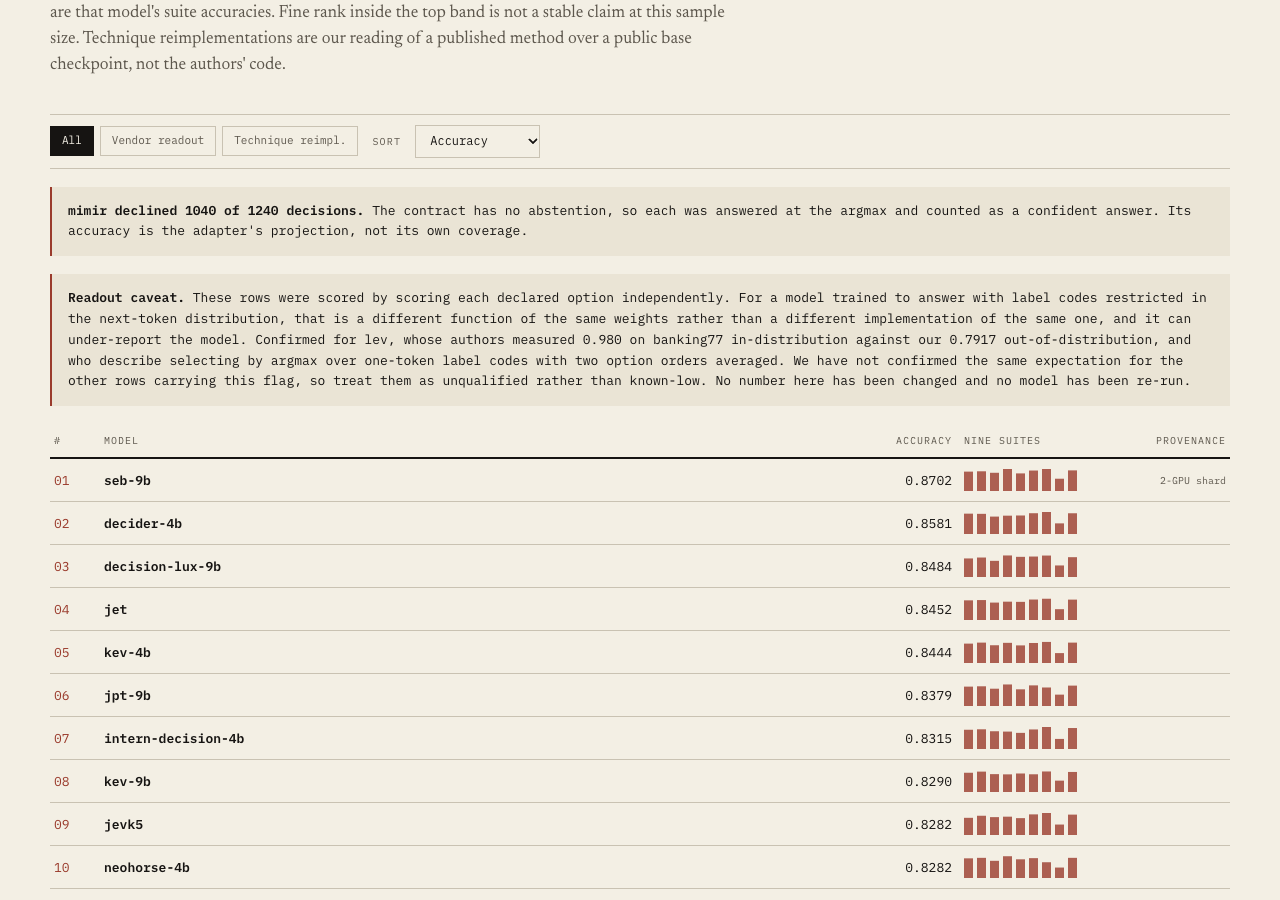 are that model's suite accuracies. Fine rank inside the top band is not a stable claim at this sample
size. Technique reimplementations are our reading of a published method over a public base
checkpoint, not the authors' code.
All Vendor readout Technique reimpl. SORT Accuracy
mimir declined 1040 of 1240 decisions. The contract has no abstention, so each was answered at the argmax and counted as a confident answer. Its
accuracy is the adapter's projection, not its own coverage.
Readout caveat. These rows were scored by scoring each declared option independently. For a model trained to answer with label codes restricted in
the next-token distribution, that is a different function of the same weights rather than a different implementation of the same one, and it can
under-report the model. Confirmed for lev, whose authors measured 0.980 on banking77 in-distribution against our 0.7917 out-of-distribution, and
who describe selecting by argmax over one-token label codes with two option orders averaged. We have not confirmed the same expectation for the
other rows carrying this flag, so treat them as unqualified rather than known-low. No number here has been changed and no model has been re-run.
# MODEL ACCURACY NINE SUITES PROVENANCE
01 seb-9b 0.8702 2-GPU shard
02 decider-4b 0.8581
03 decision-lux-9b 0.8484
04 jet 0.8452
05 kev-4b 0.8444
06 jpt-9b 0.8379
07 intern-decision-4b 0.8315
08 kev-9b 0.8290
09 jevk5 0.8282
10 neohorse-4b 0.8282